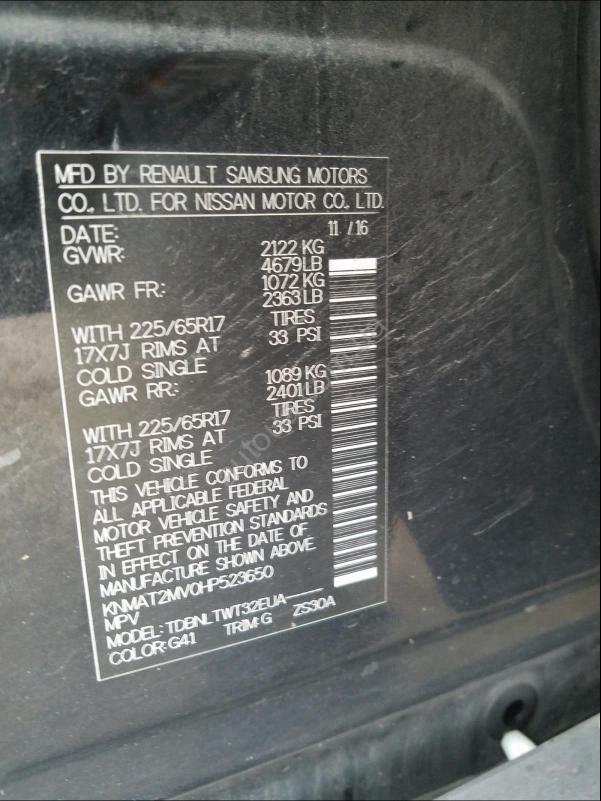 MFD BY RENAULT SAMSUNG MOTORS
CO., LTD. FOR NISSAN MOTOR CO., LTD.
DATE: 11 / 16
GVWR: 2122 KG
4679LB
GAWR FR: 1072 KG
2363 LB
WITH 225/65R17 TIRES
17X7J RIMS AT 33 PSI
COLD SINGLE
GAWR RR: 1089 KG
2401 LB
WITH 225/65R17 TIRES
17X7J RIMS AT 33 PSI
COLD SINGLE
THIS VEHICLE CONFORMS TO
ALL APPLICABLE FEDERAL
MOTOR VEHICLE SAFETY AND
THEFT PREVENTION STANDARDS
IN EFFECT ON THE DATE OF
MANUFACTURE SHOWN ABOVE.
KNMAT2MV0HP523650
MPV
MODEL: TDBNLTWT32EUA
COLOR:G41 TRIM:G ZS30A